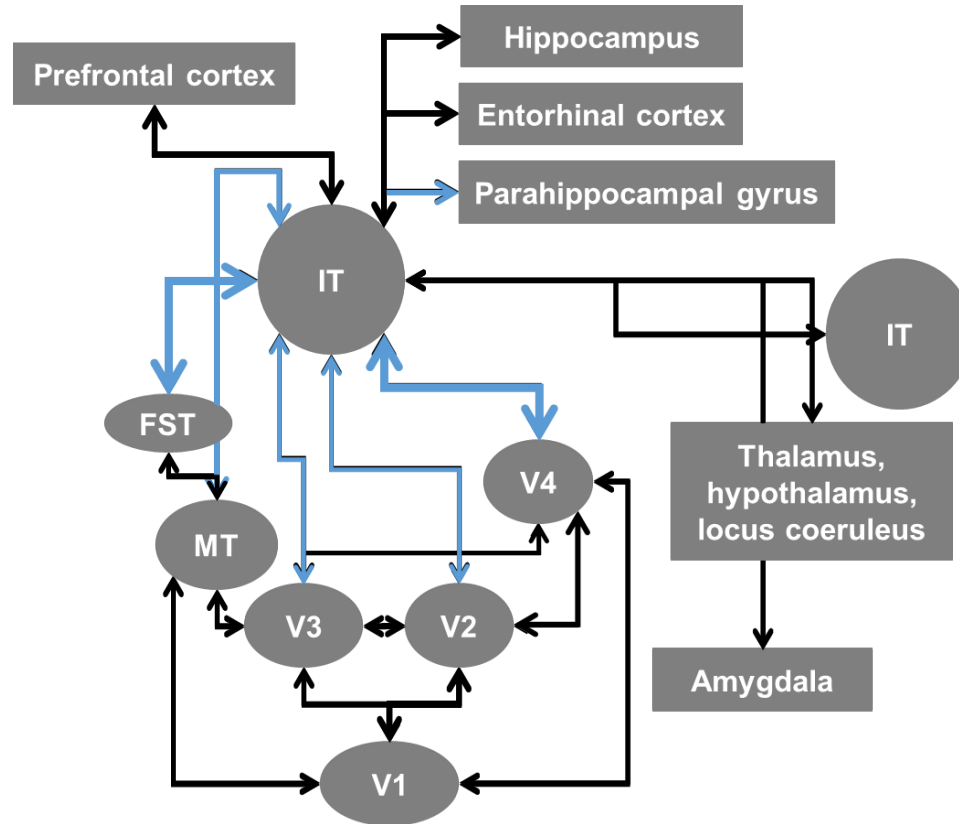 Hippocampus
Prefrontal cortex
Entorhinal cortex
Parahippocampal gyrus
IT
IT
FST
V4
Thalamus,
hypothalamus,
locus coeruleus
MT
V3
V2
Amygdala
V1